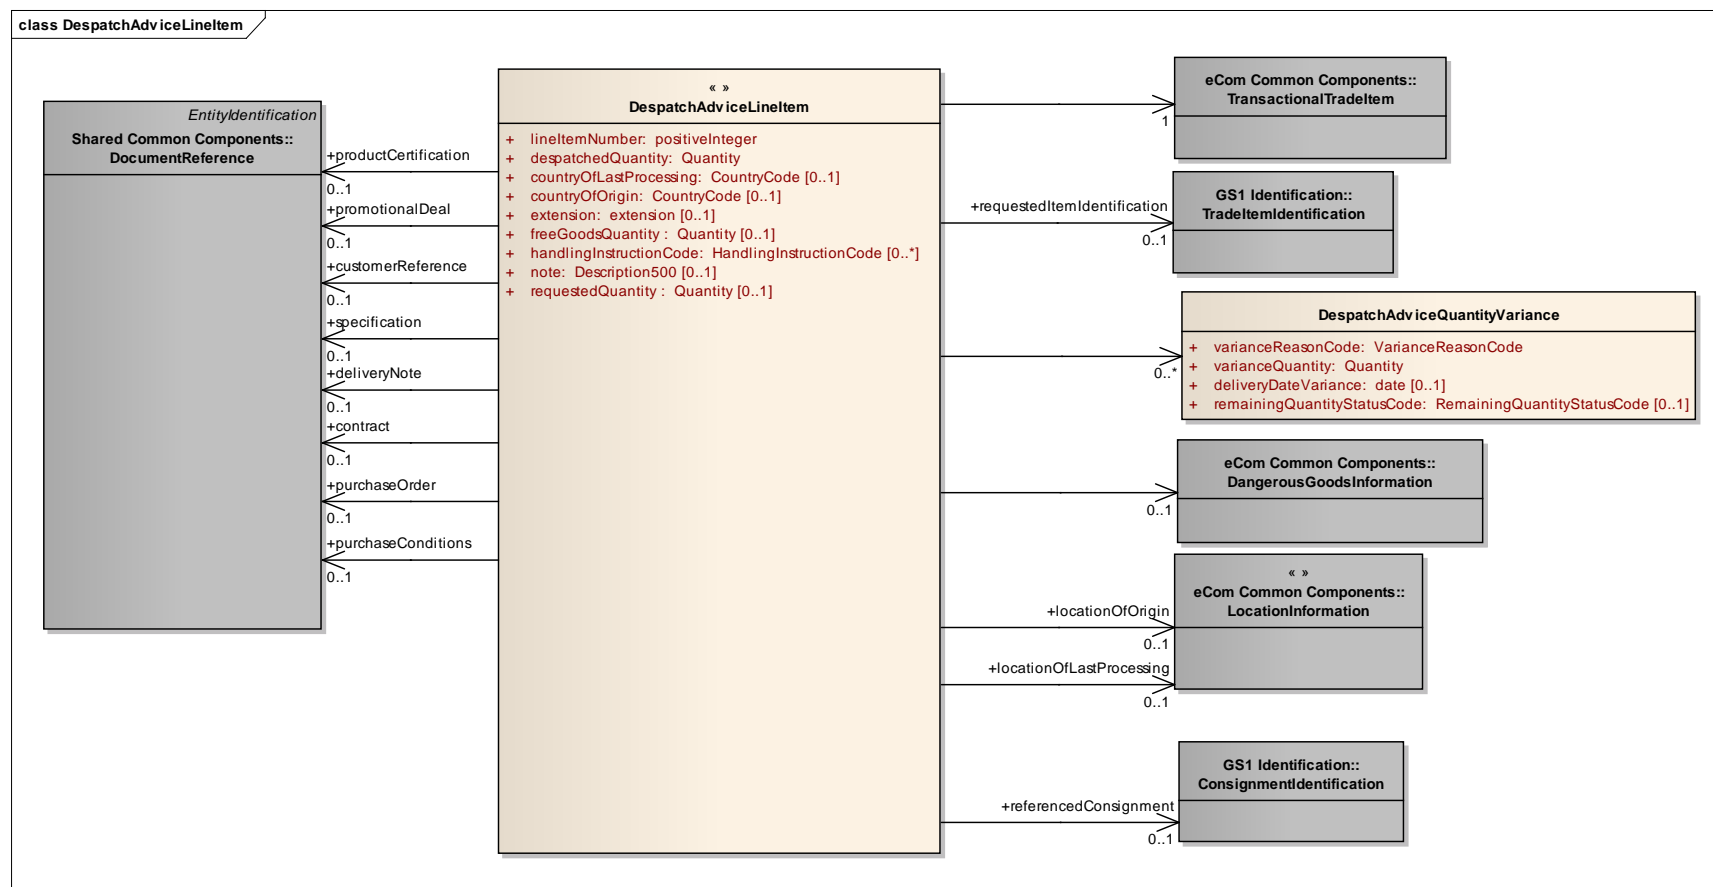 class DespatchAdviceLineItem
EntityIdentification
Shared Common Components::
DocumentReference
+productCertification
0..1
+promotionalDeal
0..1
+customerReference
0..1
+specification
0..1
+deliveryNote
0..1
+contract
0..1
+purchaseOrder
0..1
+purchaseConditions
0..1
« »
DespatchAdviceLineItem
+ lineItemNumber: positiveInteger
+ despatchedQuantity: Quantity
+ countryOfLastProcessing: CountryCode [0..1]
+ countryOfOrigin: CountryCode [0..1]
+ extension: extension [0..1]
+ freeGoodsQuantity : Quantity [0..1]
+ handlingInstructionCode: HandlingInstructionCode [0..*]
+ note: Description500 [0..1]
+ requestedQuantity : Quantity [0..1]
eCom Common Components::
TransactionalTradeItem
1
GS1 Identification::
TradeItemIdentification
+requestedItemIdentification
0..1
DespatchAdviceQuantityVariance
+ varianceReasonCode: VarianceReasonCode
+ varianceQuantity: Quantity
+ deliveryDateVariance: date [0..1]
+ remainingQuantityStatusCode: RemainingQuantityStatusCode [0..1]
0..*
eCom Common Components::
DangerousGoodsInformation
0..1
« »
eCom Common Components::
LocationInformation
+locationOfOrigin
0..1
+locationOfLastProcessing
0..1
GS1 Identification::
ConsignmentIdentification
+referencedConsignment
0..1